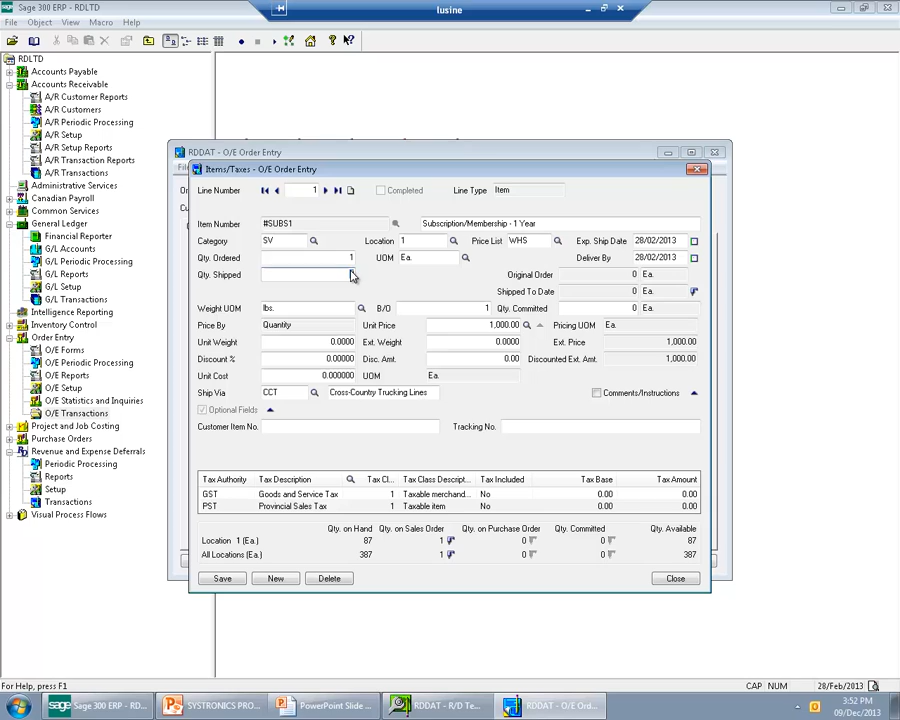 Sage 300 ERP - RDLTD
lusine
File Object View Macro Help
RDLTD
Accounts Payable
Accounts Receivable
A/R Customer Reports
A/R Customers
A/R Periodic Processing
A/R Setup
A/R Setup Reports
A/R Transaction Reports
A/R Transactions
Administrative Services
Canadian Payroll
Common Services
General Ledger
Financial Reporter
G/L Accounts
G/L Periodic Processing
G/L Reports
G/L Setup
G/L Transactions
Intelligence Reporting
Inventory Control
Order Entry
O/E Forms
O/E Periodic Processing
O/E Reports
O/E Setup
O/E Statistics and Inquiries
O/E Transactions
Project and Job Costing
Purchase Orders
Revenue and Expense Deferrals
Periodic Processing
Reports
Setup
Transactions
Visual Process Flows
RDDAT - O/E Order Entry
Items/Taxes - O/E Order Entry
Line Number 1 Completed Line Type Item
Item Number #SUBS1 Subscription/Membership - 1 Year
Category SV Location 1 Price List WHS Exp. Ship Date 28/02/2013
Qty. Ordered 1 UOM Ea. Deliver By 28/02/2013
Qty. Shipped Original Order 0 Ea.
Shipped To Date 0 Ea.
Weight UOM lbs. B/O 1 Qty. Committed 0 Ea.
Price By Quantity Unit Price 1,000.00 Pricing UOM Ea.
Unit Weight 0.0000 Ext. Weight 0.0000 Ext. Price 1,000.00
Discount % 0.00000 Disc. Amt. 0.00 Discounted Ext. Amt. 1,000.00
Unit Cost 0.000000 UOM Ea.
Ship Via CCT Cross-Country Trucking Lines Comments/Instructions
Optional Fields
Customer Item No. Tracking No.
Tax Authority Tax Description Tax Cl... Tax Class Descript... Tax Included Tax Base Tax Amount
GST Goods and Service Tax 1 Taxable merchand... No 0.00 0.00
PST Provincial Sales Tax 1 Taxable item No 0.00 0.00
Qty. on Hand Qty. on Sales Order Qty. on Purchase Order Qty. Committed Qty. Available
Location 1 (Ea.) 87 1 0 0 87
All Locations (Ea.) 387 1 0 0 387
Save New Delete Close
For Help, press F1 CAP NUM 28/Feb/2013
Sage 300 ERP - RD... SYSTRONICS PRO... PowerPoint Slide ... RDDAT - R/D Te... RDDAT - O/E Ord... 3:52 PM
09/Dec/2013